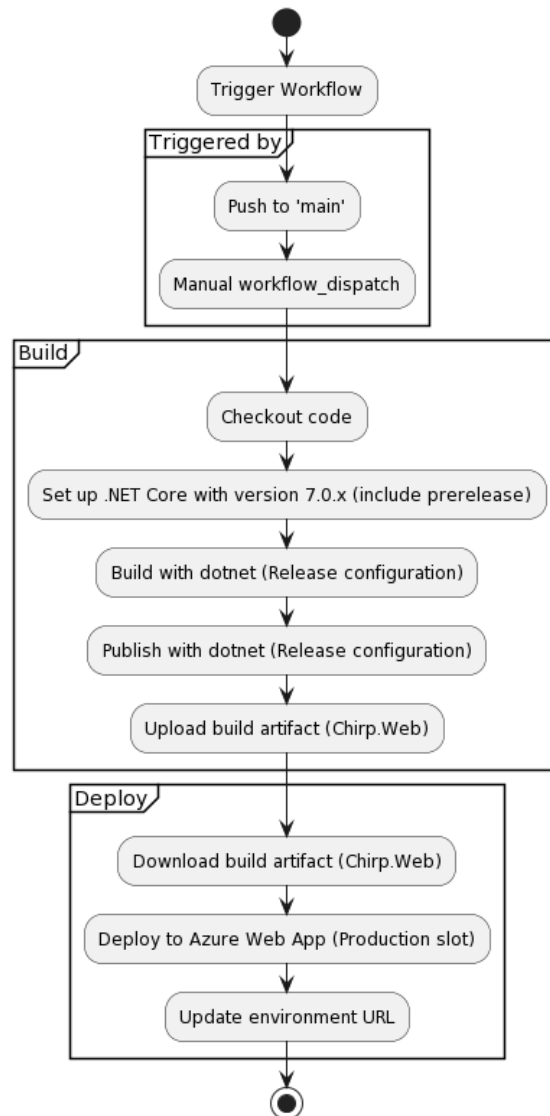 Trigger Workflow
Triggered by
Push to 'main'
Manual workflow_dispatch
Build
Checkout code
Set up .NET Core with version 7.0.x (include prerelease)
Build with dotnet (Release configuration)
Publish with dotnet (Release configuration)
Upload build artifact (Chirp.Web)
Deploy
Download build artifact (Chirp.Web)
Deploy to Azure Web App (Production slot)
Update environment URL